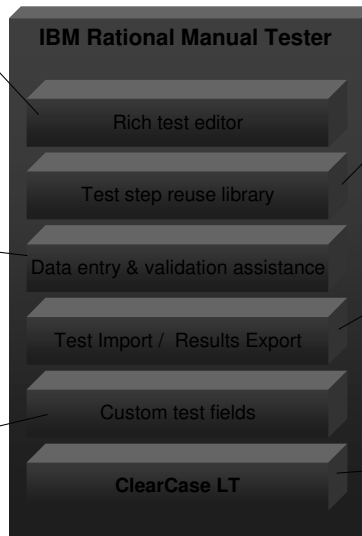 IBM Rational Manual Tester
Rich test editor
Test step reuse library
Data entry & validation assistance
Test Import / Results Export
Custom test fields
ClearCase LT